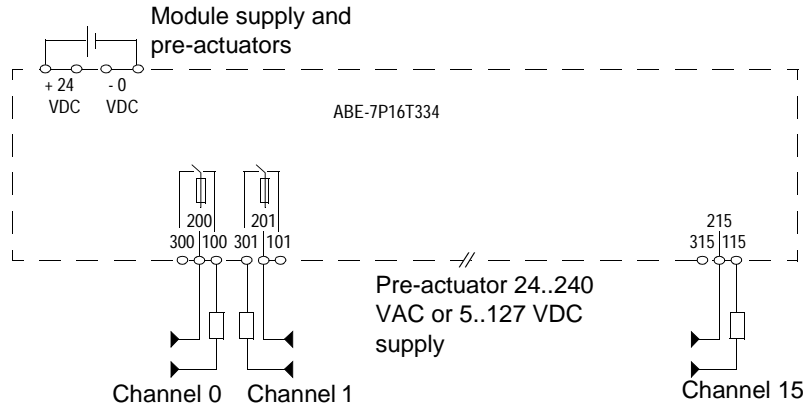 Module supply and
pre-actuators
+ 24 - 0
VDC VDC
ABE-7P16T334
200 201 215
300 100 301 101 315 115
Pre-actuator 24..240
VAC or 5..127 VDC
supply
Channel 0 Channel 1 Channel 15